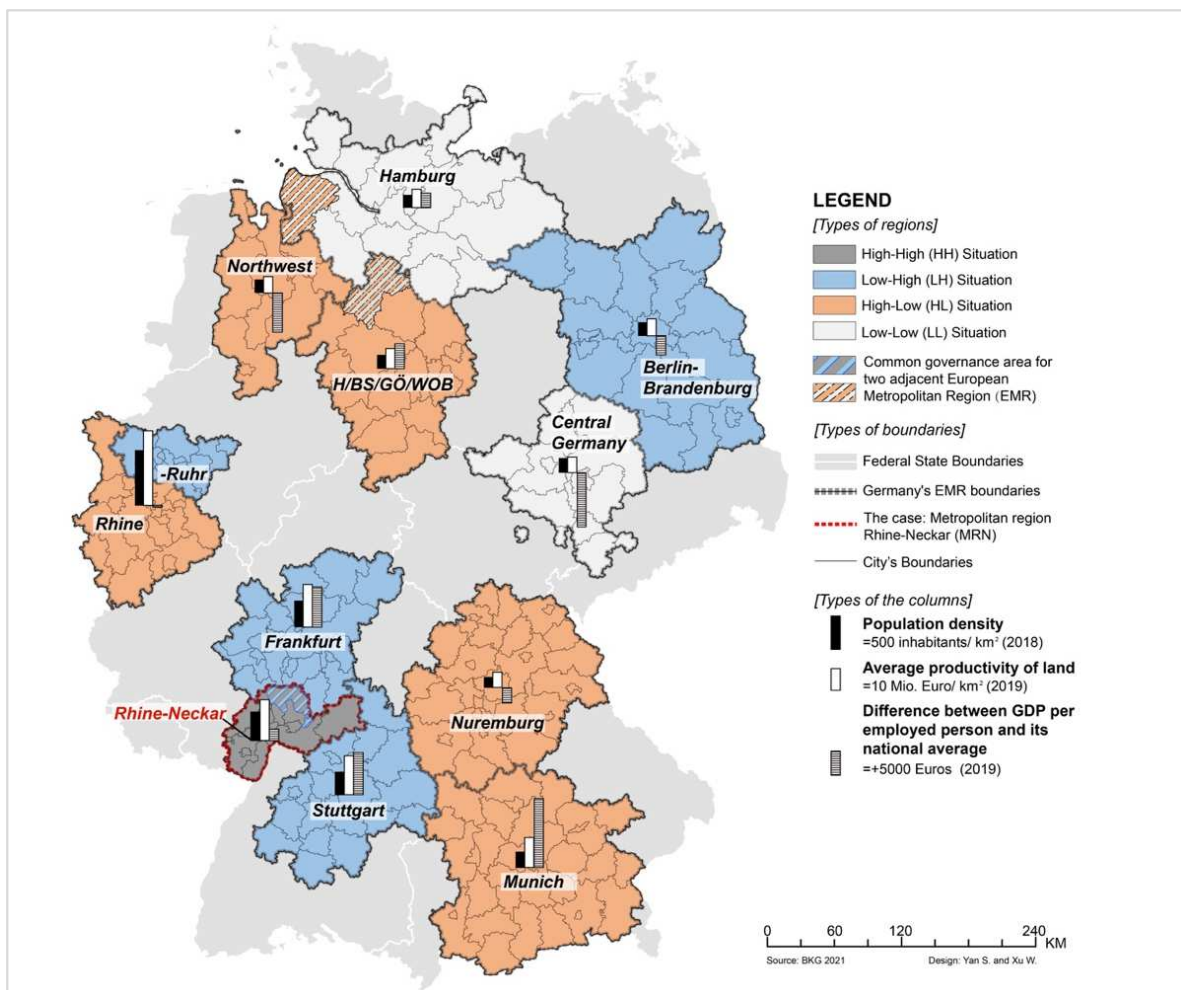 Hamburg
Northwest
H/BS/GÖ/WOB
Berlin-
Brandenburg
Central
Germany
-Ruhr
Rhine
Frankfurt
Rhine-Neckar
Nuremburg
Stuttgart
Munich
LEGEND
[Types of regions]
High-High (HH) Situation
Low-High (LH) Situation
High-Low (HL) Situation
Low-Low (LL) Situation
Common governance area for
two adjacent European
Metropolitan Region (EMR)
[Types of boundaries]
Federal State Boundaries
Germany's EMR boundaries
The case: Metropolitan region
Rhine-Neckar (MRN)
City's Boundaries
[Types of the columns]
Population density
=500 inhabitants/ km² (2018)
Average productivity of land
=10 Mio. Euro/ km² (2019)
Difference between GDP per
employed person and its
national average
=+5000 Euros (2019)
0 60 120 240
KM
Source: BKG 2021 Design: Yan S. and Xu W.